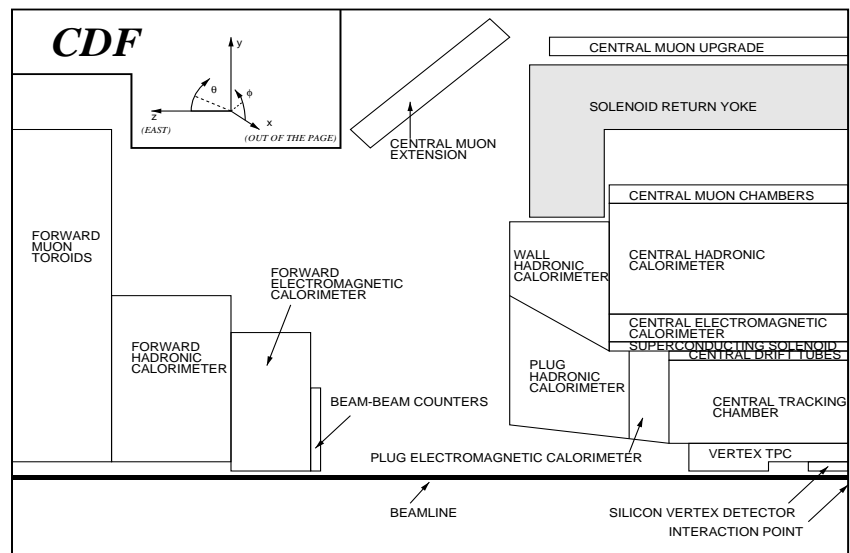 CDF
y
θ
φ
z
x
(EAST)
(OUT OF THE PAGE)
CENTRAL MUON
EXTENSION
CENTRAL MUON UPGRADE
SOLENOID RETURN YOKE
CENTRAL MUON CHAMBERS
FORWARD
MUON
TOROIDS
WALL
HADRONIC
CALORIMETER
CENTRAL HADRONIC
CALORIMETER
FORWARD
ELECTROMAGNETIC
CALORIMETER
CENTRAL ELECTROMAGNETIC
CALORIMETER
SUPERCONDUCTING SOLENOID
CENTRAL DRIFT TUBES
FORWARD
HADRONIC
CALORIMETER
PLUG
HADRONIC
CALORIMETER
BEAM-BEAM COUNTERS
CENTRAL TRACKING
CHAMBER
PLUG ELECTROMAGNETIC CALORIMETER
VERTEX TPC
BEAMLINE
SILICON VERTEX DETECTOR
INTERACTION POINT